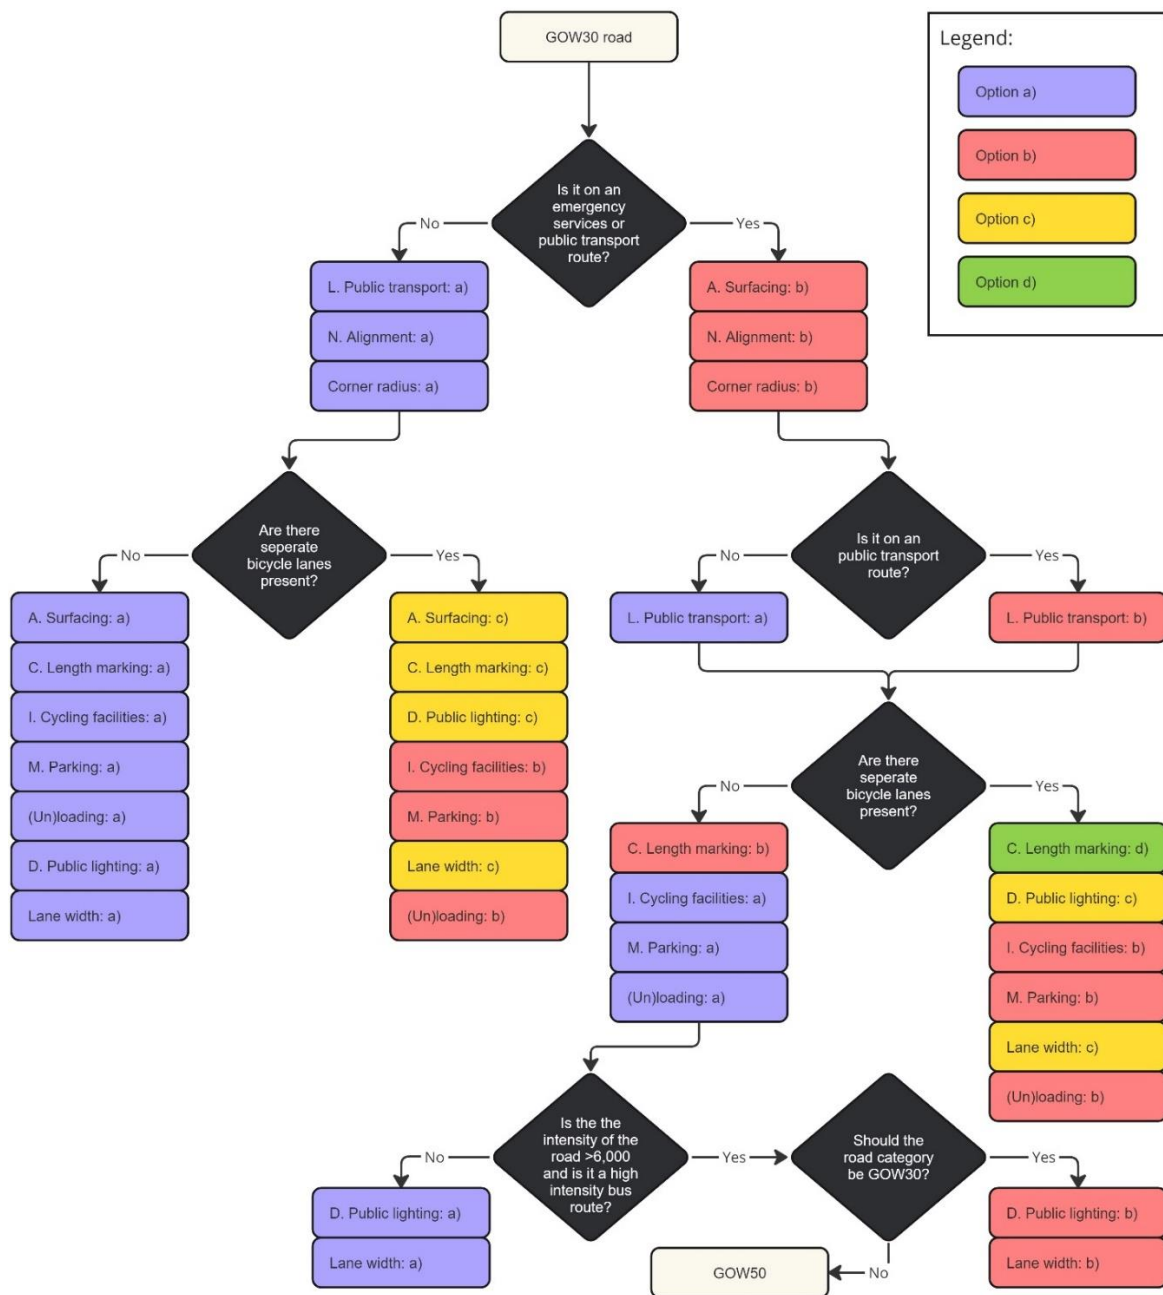 GOW30 road
Legend:
Option a)
Option b)
Option c)
Option d)
Is it on an
emergency
services or
public transport
route?
No
Yes
L. Public transport: a)
N. Alignment: a)
Corner radius: a)
A. Surfacing: b)
N. Alignment: b)
Corner radius: b)
Are there
seperate
bicycle lanes
present?
No
Yes
A. Surfacing: a)
C. Length marking: a)
I. Cycling facilities: a)
M. Parking: a)
(Un)loading: a)
D. Public lighting: a)
Lane width: a)
A. Surfacing: c)
C. Length marking: c)
D. Public lighting: c)
I. Cycling facilities: b)
M. Parking: b)
Lane width: c)
(Un)loading: b)
Is it on an
public transport
route?
No
Yes
L. Public transport: a)
L. Public transport: b)
Are there
seperate
bicycle lanes
present?
No
Yes
C. Length marking: b)
I. Cycling facilities: a)
M. Parking: a)
(Un)loading: a)
C. Length marking: d)
D. Public lighting: c)
I. Cycling facilities: b)
M. Parking: b)
Lane width: c)
(Un)loading: b)
Is the the
intensity of the
road >6,000
and is it a high
intensity bus
route?
No
Yes
D. Public lighting: a)
Lane width: a)
Should the
road category
be GOW30?
Yes
No
D. Public lighting: b)
Lane width: b)
GOW50